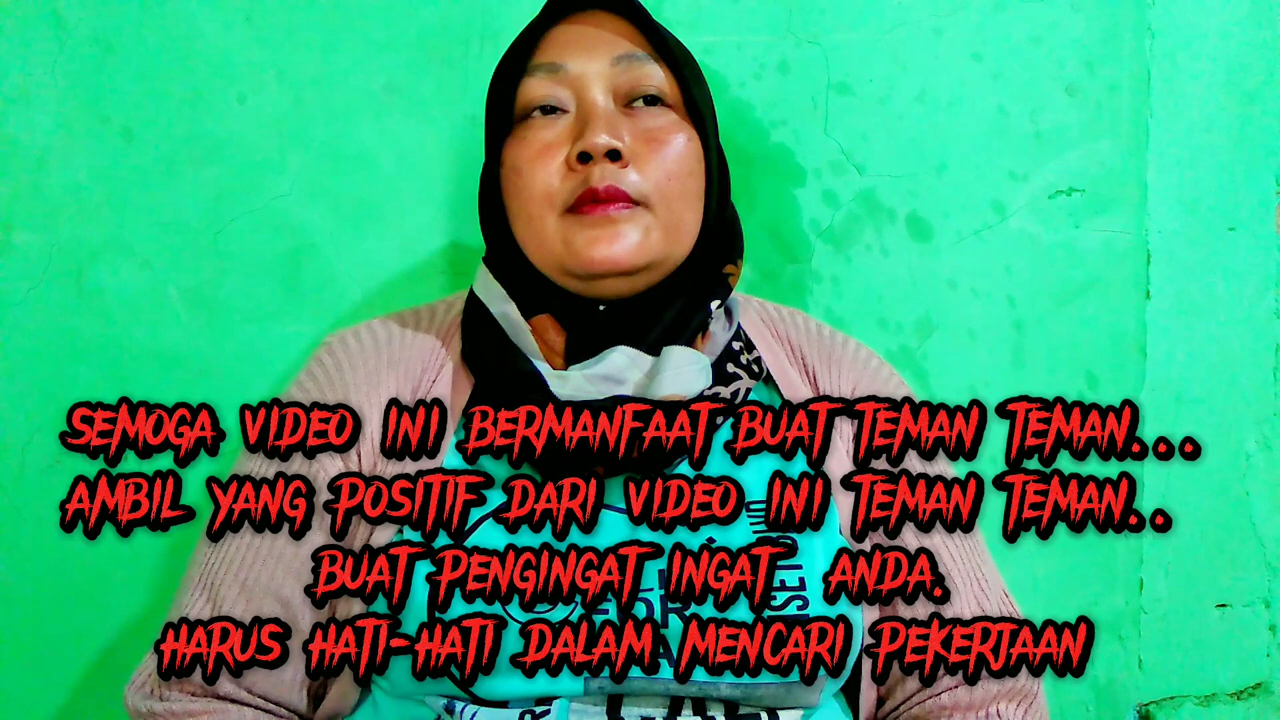 SEMOGA VIDEO INI BERMANFAAT BUAT TEMAN TEMAN...
AMBIL YANG POSITIF DARI VIDEO INI TEMAN TEMAN..
BUAT PENGINGAT INGAT ANDA.
HARUS HATI-HATI DALAM MENCARI PEKERJAAN
FOR